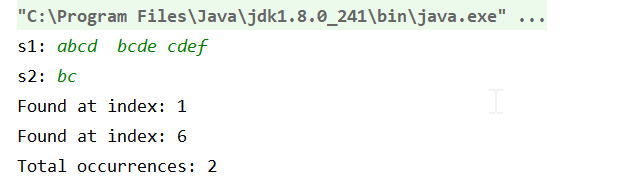 "C:\Program Files\Java\jdk1.8.0_241\bin\java.exe" ...
s1: abcd  bcde cdef
s2: bc
Found at index: 1
Found at index: 6
Total occurrences: 2